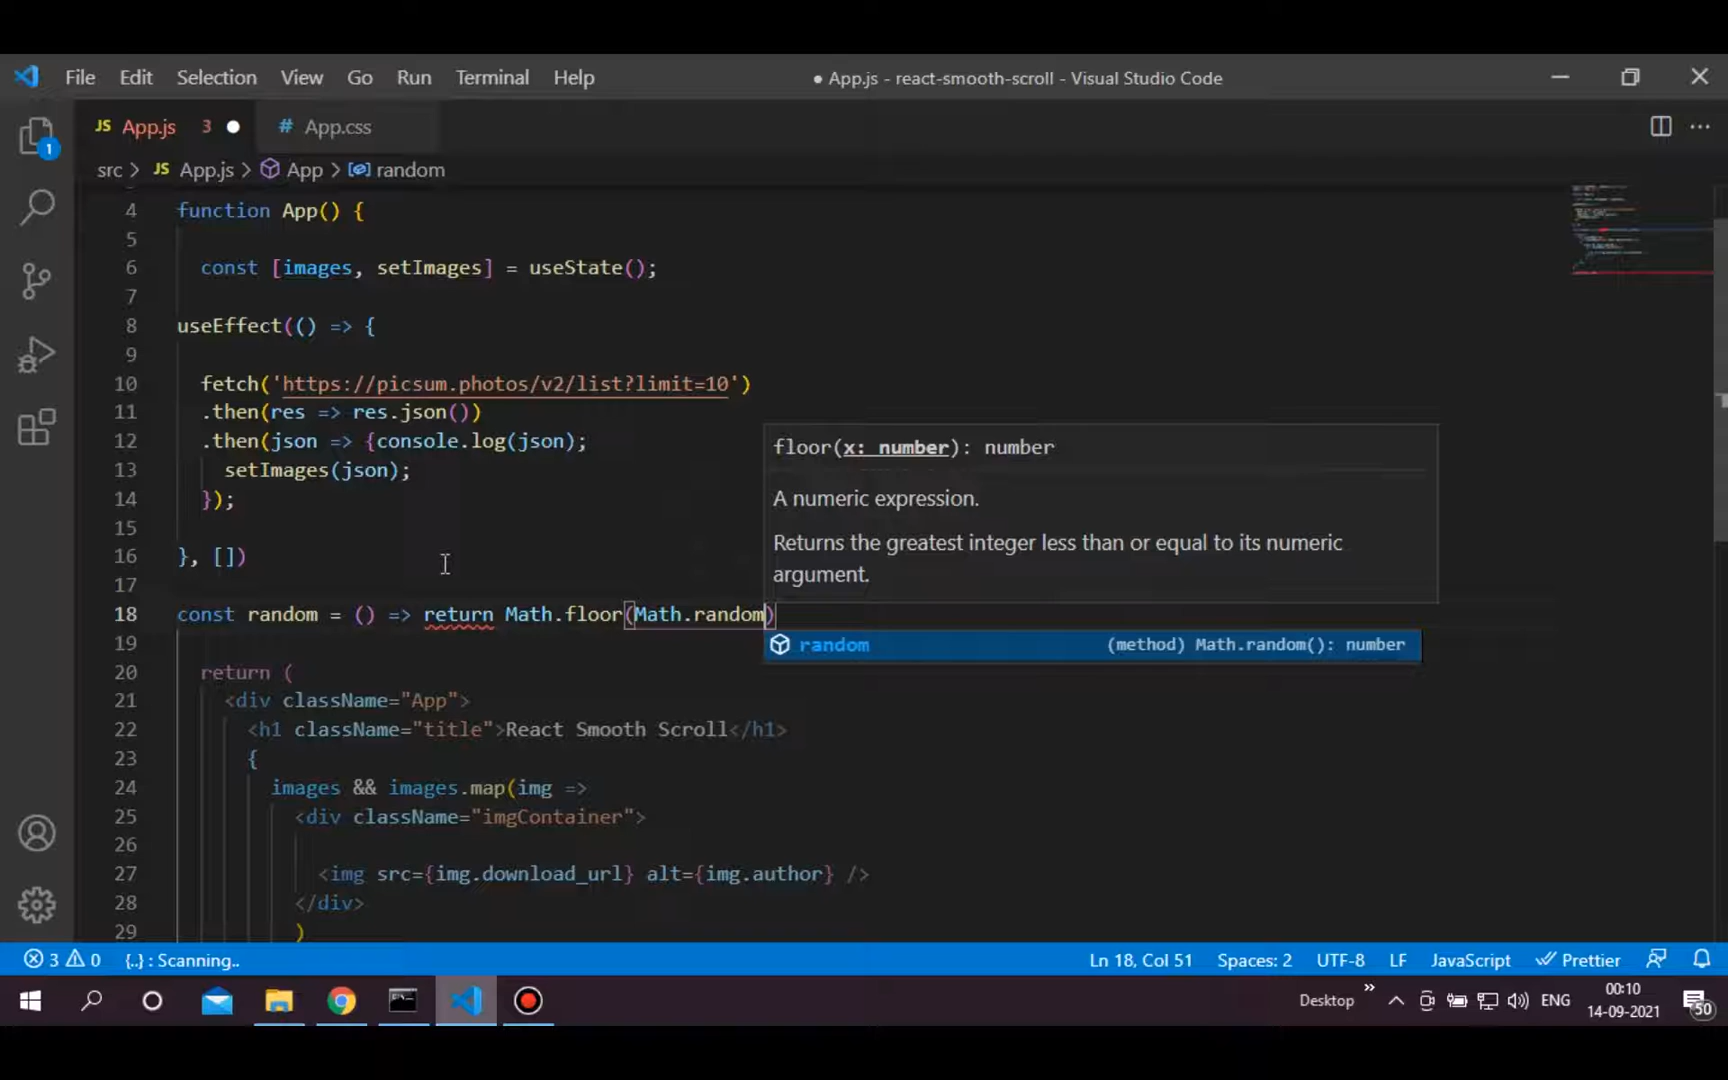 File Edit Selection View Go Run Terminal Help ● App.js - react-smooth-scroll - Visual Studio Code
JS App.js 3 ● # App.css
src > JS App.js > App > random
4 function App() {
5
6 const [images, setImages] = useState();
7
8 useEffect(() => {
9
10 fetch('https://picsum.photos/v2/list?limit=10')
11 .then(res => res.json())
12 .then(json => {console.log(json);
13 setImages(json);
14 });
15
16 }, [])
17
18 const random = () => return Math.floor(Math.random)
floor(x: number): number
A numeric expression.
Returns the greatest integer less than or equal to its numeric
argument.
random (method) Math.random(): number
19
20 return (
21 <div className="App">
22 <h1 className="title">React Smooth Scroll</h1>
23 {
24 images && images.map(img =>
25 <div className="imgContainer">
26
27 <img src={img.download_url} alt={img.author} />
28 </div>
29 )
1
3 0 {..} : Scanning.. Ln 18, Col 51 Spaces: 2 UTF-8 LF JavaScript Prettier
Desktop » ENG 00:10
14-09-2021
50